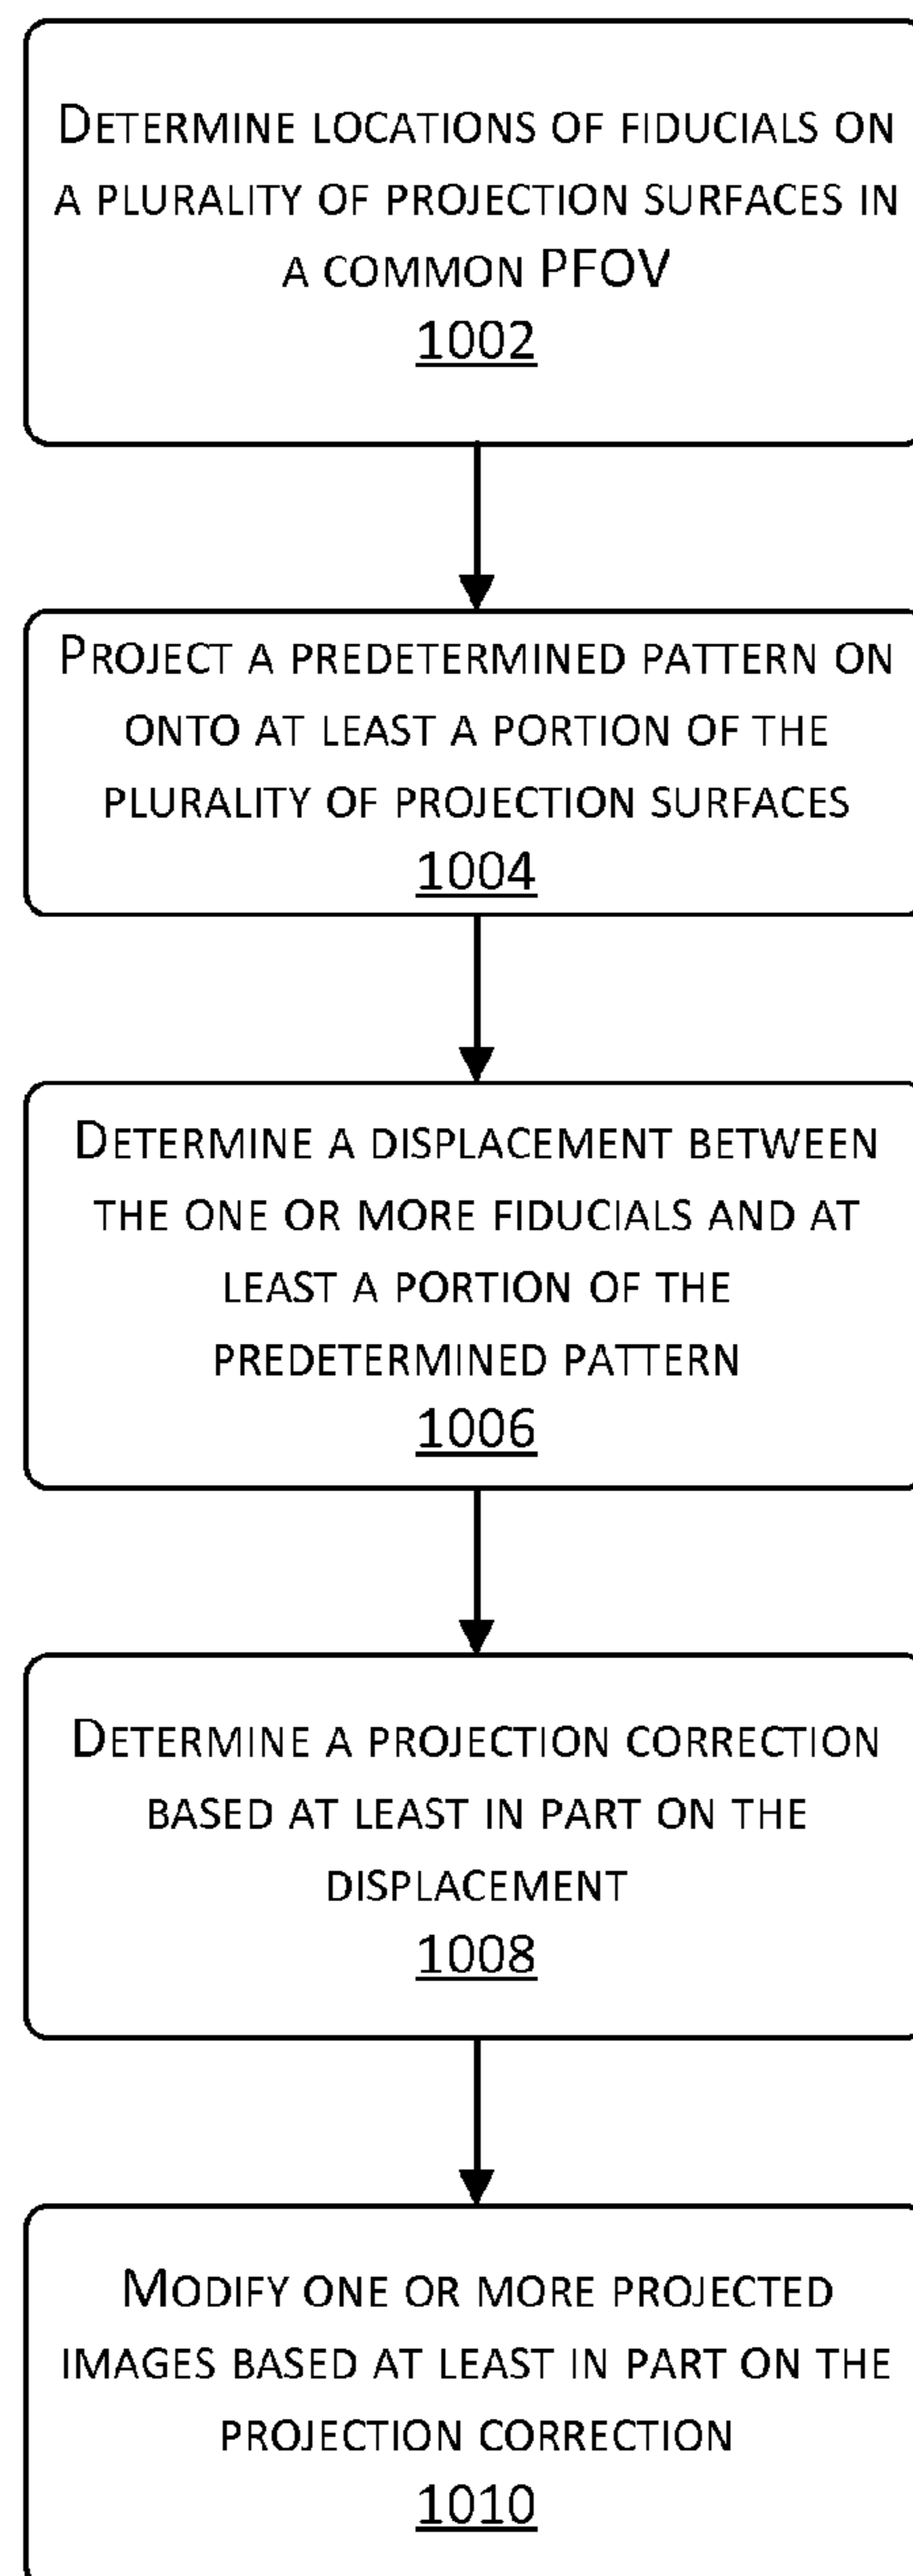 DETERMINE LOCATIONS OF FIDUCIALS ON
A PLURALITY OF PROJECTION SURFACES IN
A COMMON PFOV
1002
PROJECT A PREDETERMINED PATTERN ON
ONTO AT LEAST A PORTION OF THE
PLURALITY OF PROJECTION SURFACES
1004
DETERMINE A DISPLACEMENT BETWEEN
THE ONE OR MORE FIDUCIALS AND AT
LEAST A PORTION OF THE
PREDETERMINED PATTERN
1006
DETERMINE A PROJECTION CORRECTION
BASED AT LEAST IN PART ON THE
DISPLACEMENT
1008
MODIFY ONE OR MORE PROJECTED
IMAGES BASED AT LEAST IN PART ON THE
PROJECTION CORRECTION
1010